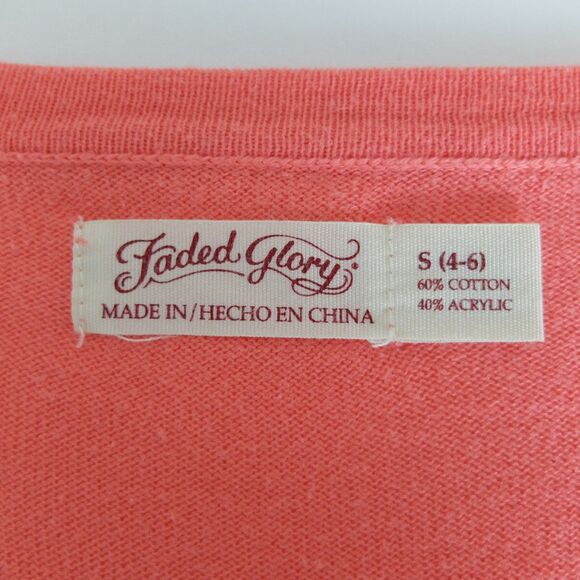 Faded Glory
MADE IN/HECHO EN CHINA
S (4-6)
60% COTTON
40% ACRYLIC